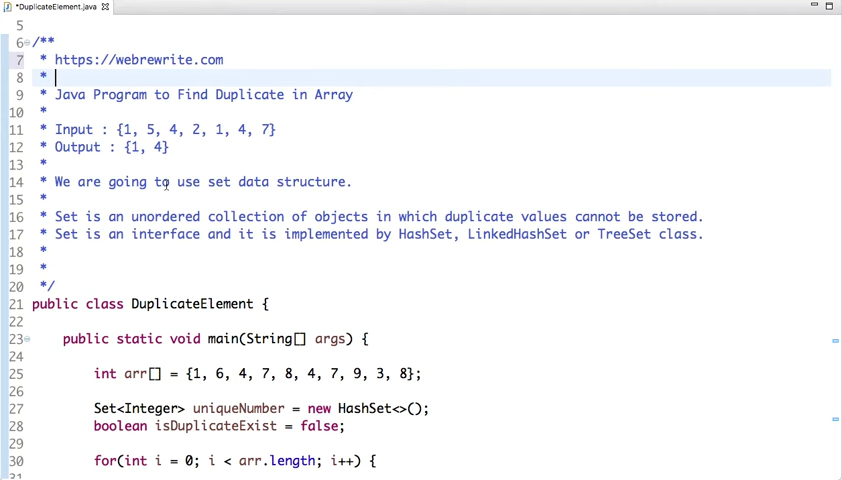 *DuplicateElement.java
5
6 /**
7 * https://webrewrite.com
8 *
9 * Java Program to Find Duplicate in Array
10 *
11 * Input : {1, 5, 4, 2, 1, 4, 7}
12 * Output : {1, 4}
13 *
14 * We are going to use set data structure.
15 *
16 * Set is an unordered collection of objects in which duplicate values cannot be stored.
17 * Set is an interface and it is implemented by HashSet, LinkedHashSet or TreeSet class.
18 *
19 *
20 */
21 public class DuplicateElement {
22
23 public static void main(String[] args) {
24
25 int arr[] = {1, 6, 4, 7, 8, 4, 7, 9, 3, 8};
26
27 Set<Integer> uniqueNumber = new HashSet<>();
28 boolean isDuplicateExist = false;
29
30 for(int i = 0; i < arr.length; i++) {
31